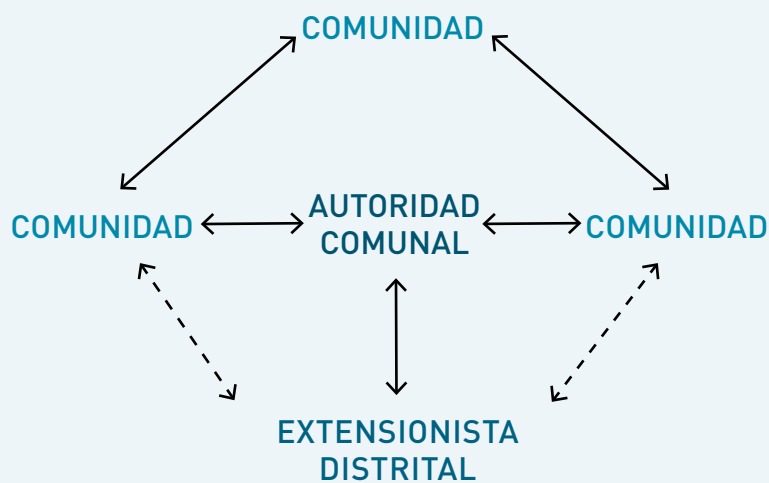 COMUNIDAD
COMUNIDAD
AUTORIDAD
COMUNAL
COMUNIDAD
EXTENSIONISTA
DISTRITAL